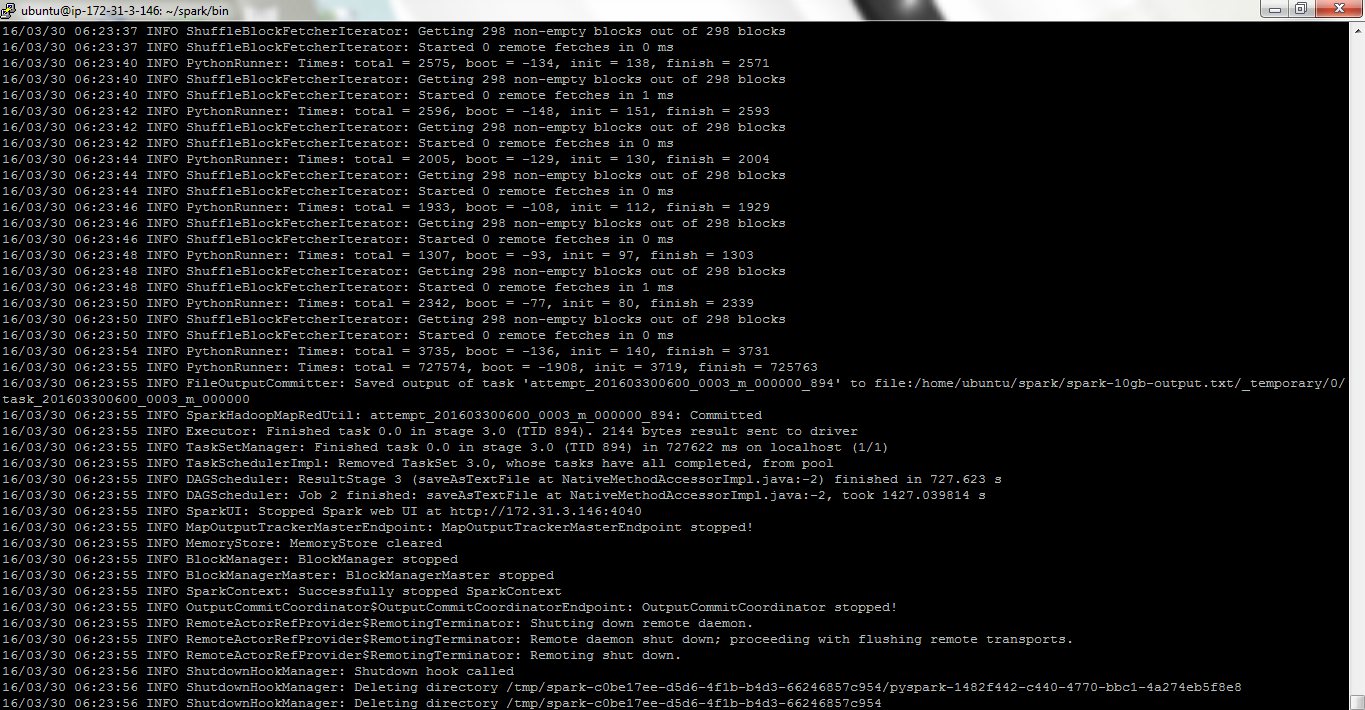 ubuntu@ip-172-31-3-146: ~/spark/bin
16/03/30 06:23:37 INFO ShuffleBlockFetcherIterator: Getting 298 non-empty blocks out of 298 blocks
16/03/30 06:23:37 INFO ShuffleBlockFetcherIterator: Started 0 remote fetches in 0 ms
16/03/30 06:23:40 INFO PythonRunner: Times: total = 2575, boot = -134, init = 138, finish = 2571
16/03/30 06:23:40 INFO ShuffleBlockFetcherIterator: Getting 298 non-empty blocks out of 298 blocks
16/03/30 06:23:40 INFO ShuffleBlockFetcherIterator: Started 0 remote fetches in 1 ms
16/03/30 06:23:42 INFO PythonRunner: Times: total = 2596, boot = -148, init = 151, finish = 2593
16/03/30 06:23:42 INFO ShuffleBlockFetcherIterator: Getting 298 non-empty blocks out of 298 blocks
16/03/30 06:23:42 INFO ShuffleBlockFetcherIterator: Started 0 remote fetches in 0 ms
16/03/30 06:23:44 INFO PythonRunner: Times: total = 2005, boot = -129, init = 130, finish = 2004
16/03/30 06:23:44 INFO ShuffleBlockFetcherIterator: Getting 298 non-empty blocks out of 298 blocks
16/03/30 06:23:44 INFO ShuffleBlockFetcherIterator: Started 0 remote fetches in 0 ms
16/03/30 06:23:46 INFO PythonRunner: Times: total = 1933, boot = -108, init = 112, finish = 1929
16/03/30 06:23:46 INFO ShuffleBlockFetcherIterator: Getting 298 non-empty blocks out of 298 blocks
16/03/30 06:23:46 INFO ShuffleBlockFetcherIterator: Started 0 remote fetches in 0 ms
16/03/30 06:23:48 INFO PythonRunner: Times: total = 1307, boot = -93, init = 97, finish = 1303
16/03/30 06:23:48 INFO ShuffleBlockFetcherIterator: Getting 298 non-empty blocks out of 298 blocks
16/03/30 06:23:48 INFO ShuffleBlockFetcherIterator: Started 0 remote fetches in 1 ms
16/03/30 06:23:50 INFO PythonRunner: Times: total = 2342, boot = -77, init = 80, finish = 2339
16/03/30 06:23:50 INFO ShuffleBlockFetcherIterator: Getting 298 non-empty blocks out of 298 blocks
16/03/30 06:23:50 INFO ShuffleBlockFetcherIterator: Started 0 remote fetches in 0 ms
16/03/30 06:23:54 INFO PythonRunner: Times: total = 3735, boot = -136, init = 140, finish = 3731
16/03/30 06:23:55 INFO PythonRunner: Times: total = 727574, boot = -1908, init = 3719, finish = 725763
16/03/30 06:23:55 INFO FileOutputCommitter: Saved output of task 'attempt_201603300600_0003_m_000000_894' to file:/home/ubuntu/spark/spark-10gb-output.txt/_temporary/0/
task_201603300600_0003_m_000000
16/03/30 06:23:55 INFO SparkHadoopMapRedUtil: attempt_201603300600_0003_m_000000_894: Committed
16/03/30 06:23:55 INFO Executor: Finished task 0.0 in stage 3.0 (TID 894). 2144 bytes result sent to driver
16/03/30 06:23:55 INFO TaskSetManager: Finished task 0.0 in stage 3.0 (TID 894) in 727622 ms on localhost (1/1)
16/03/30 06:23:55 INFO TaskSchedulerImpl: Removed TaskSet 3.0, whose tasks have all completed, from pool
16/03/30 06:23:55 INFO DAGScheduler: ResultStage 3 (saveAsTextFile at NativeMethodAccessorImpl.java:-2) finished in 727.623 s
16/03/30 06:23:55 INFO DAGScheduler: Job 2 finished: saveAsTextFile at NativeMethodAccessorImpl.java:-2, took 1427.039814 s
16/03/30 06:23:55 INFO SparkUI: Stopped Spark web UI at http://172.31.3.146:4040
16/03/30 06:23:55 INFO MapOutputTrackerMasterEndpoint: MapOutputTrackerMasterEndpoint stopped!
16/03/30 06:23:55 INFO MemoryStore: MemoryStore cleared
16/03/30 06:23:55 INFO BlockManager: BlockManager stopped
16/03/30 06:23:55 INFO BlockManagerMaster: BlockManagerMaster stopped
16/03/30 06:23:55 INFO SparkContext: Successfully stopped SparkContext
16/03/30 06:23:55 INFO OutputCommitCoordinator$OutputCommitCoordinatorEndpoint: OutputCommitCoordinator stopped!
16/03/30 06:23:55 INFO RemoteActorRefProvider$RemotingTerminator: Shutting down remote daemon.
16/03/30 06:23:55 INFO RemoteActorRefProvider$RemotingTerminator: Remote daemon shut down; proceeding with flushing remote transports.
16/03/30 06:23:55 INFO RemoteActorRefProvider$RemotingTerminator: Remoting shut down.
16/03/30 06:23:56 INFO ShutdownHookManager: Shutdown hook called
16/03/30 06:23:56 INFO ShutdownHookManager: Deleting directory /tmp/spark-c0be17ee-d5d6-4f1b-b4d3-66246857c954/pyspark-1482f442-c440-4770-bbc1-4a274eb5f8e8
16/03/30 06:23:56 INFO ShutdownHookManager: Deleting directory /tmp/spark-c0be17ee-d5d6-4f1b-b4d3-66246857c954